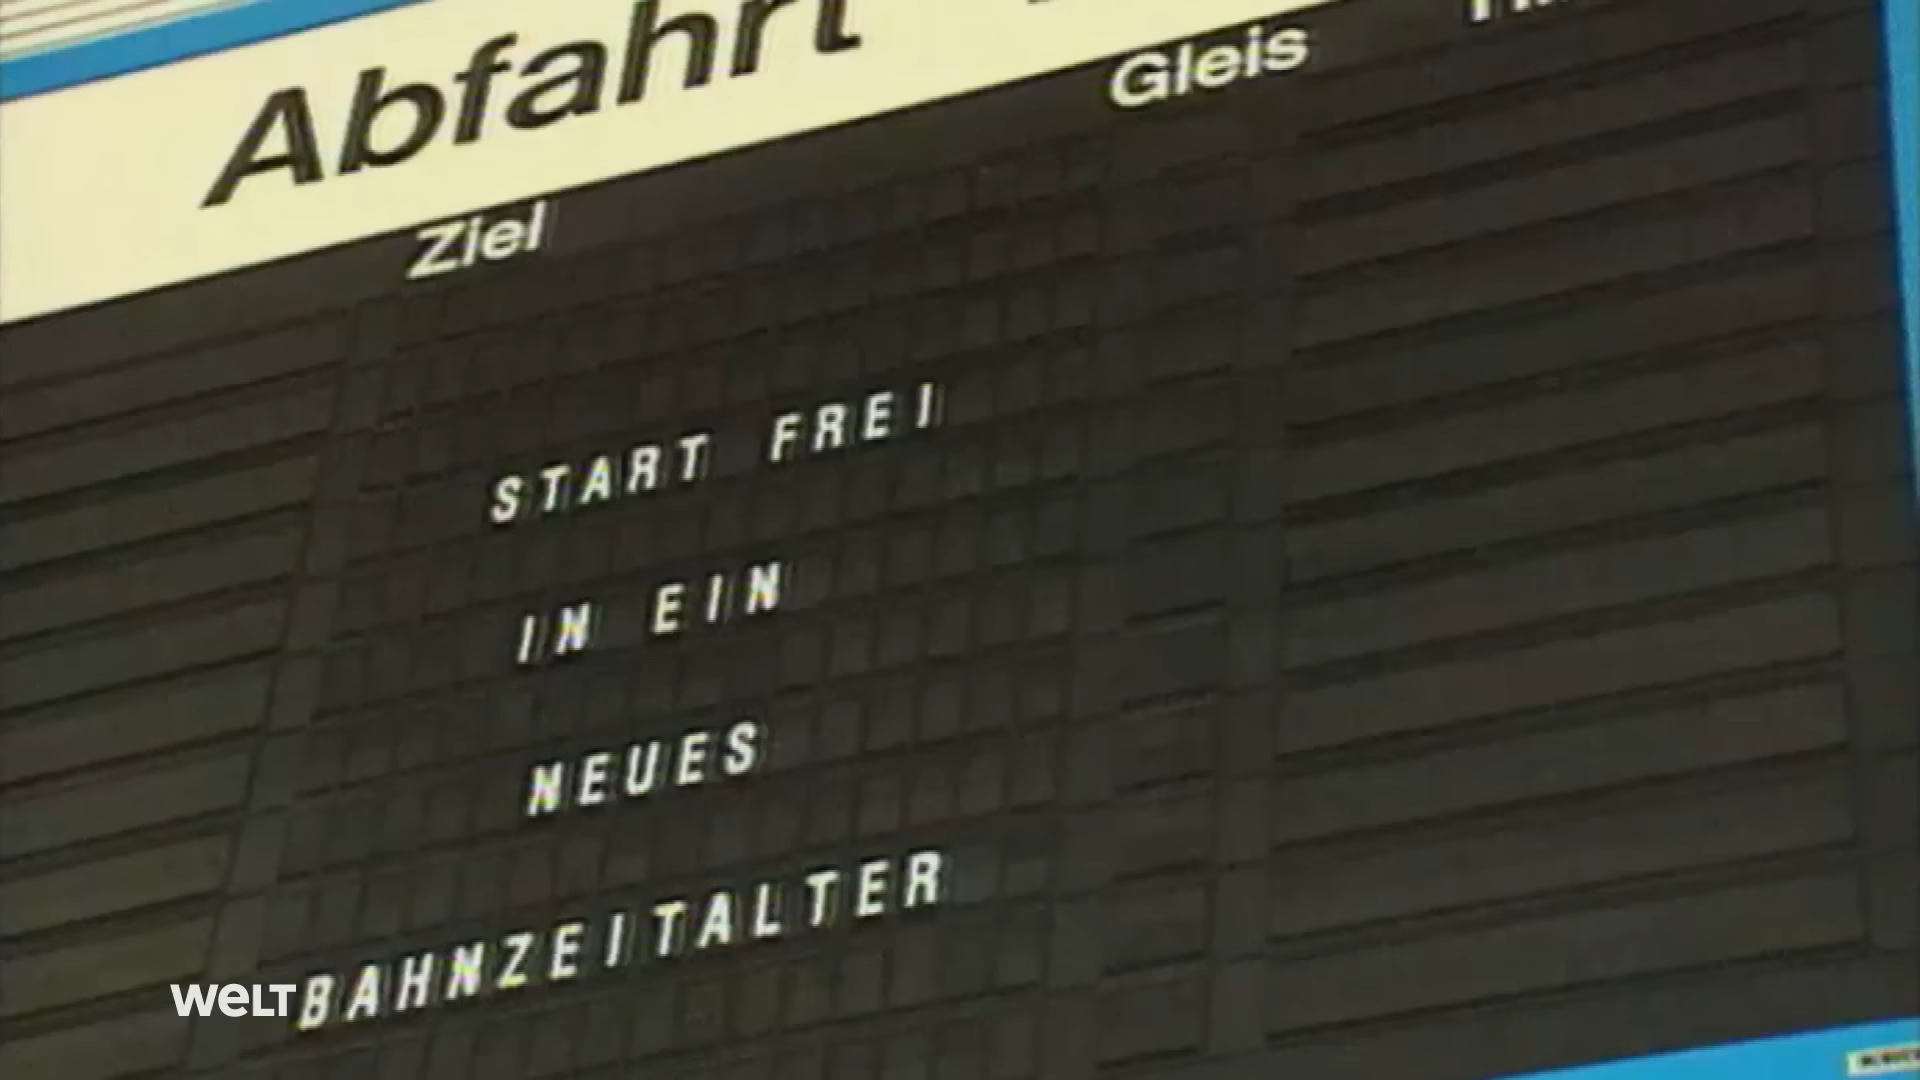 Abfahrt
Gleis
Ziel
START FREI
IN EIN
NEUES
BAHNZEITALTER
WELT